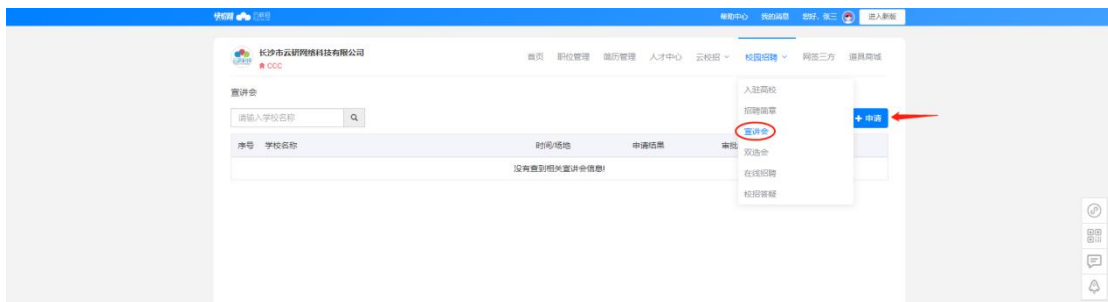 云校招
帮助中心 我的消息 您好, 张三 进入新版
长沙市云研网络科技有限公司
CCC
首页 职位管理 简历管理 人才中心 云校招 校园招聘 网签三方 道具商城
宣讲会
入驻高校
招聘简章
宣讲会
双选会
在线招聘
校招答疑
请输入学校名称
+ 申请
序号 学校名称 时间/场地 申请结果 审批
没有查到相关宣讲会信息!